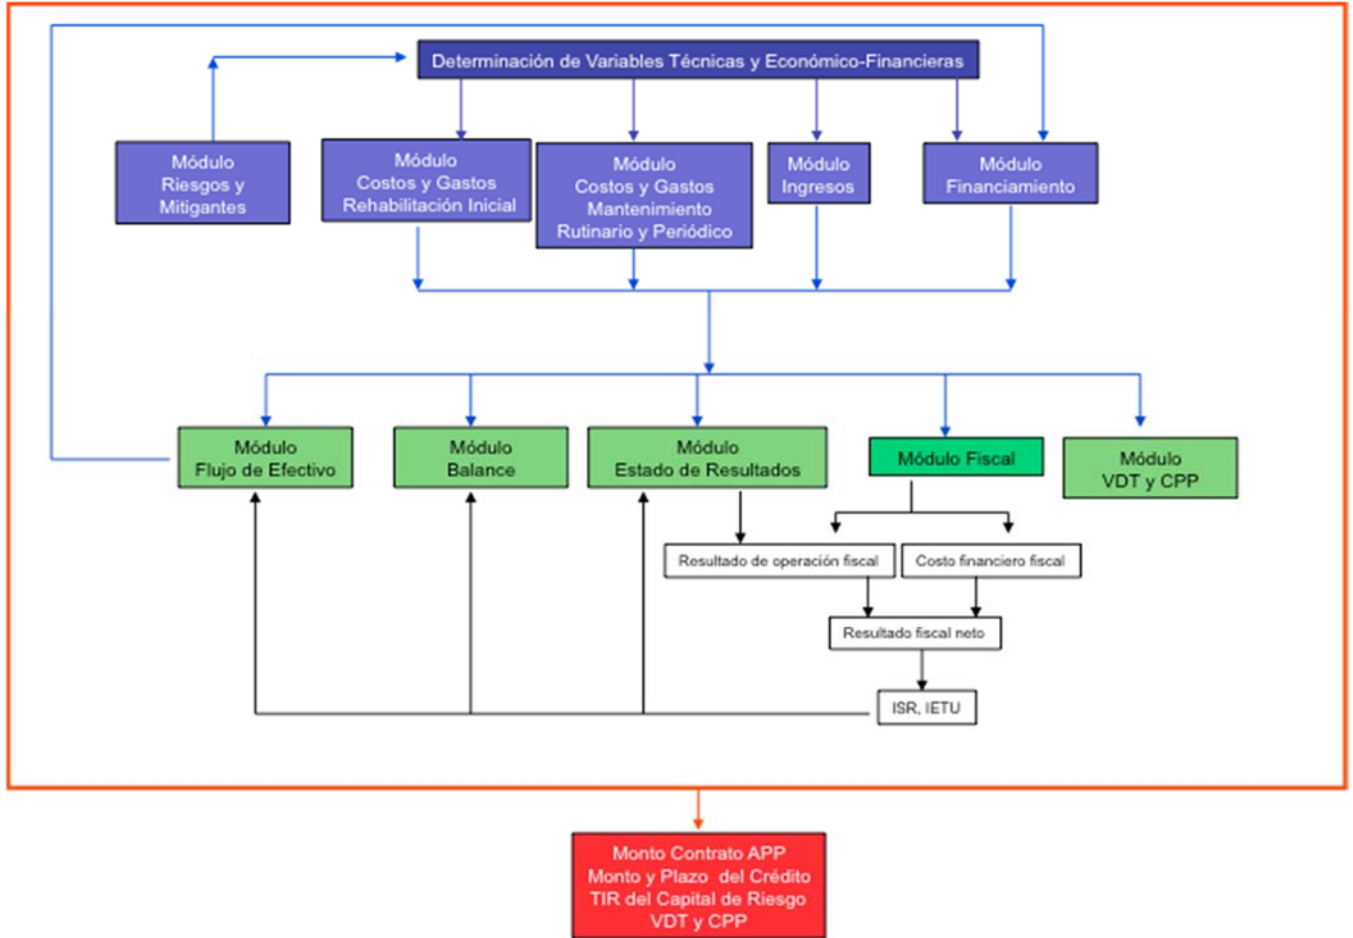 Determinación de Variables Técnicas y Económico-Financieras
Módulo
Riesgos y
Mitigantes
Módulo
Costos y Gastos
Rehabilitación Inicial
Módulo
Costos y Gastos
Mantenimiento
Rutinario y Periódico
Módulo
Ingresos
Módulo
Financiamiento
Módulo
Flujo de Efectivo
Módulo
Balance
Módulo
Estado de Resultados
Módulo Fiscal
Módulo
VDT y CPP
Resultado de operación fiscal
Costo financiero fiscal
Resultado fiscal neto
ISR, IETU
Monto Contrato APP
Monto y Plazo del Crédito
TIR del Capital de Riesgo
VDT y CPP